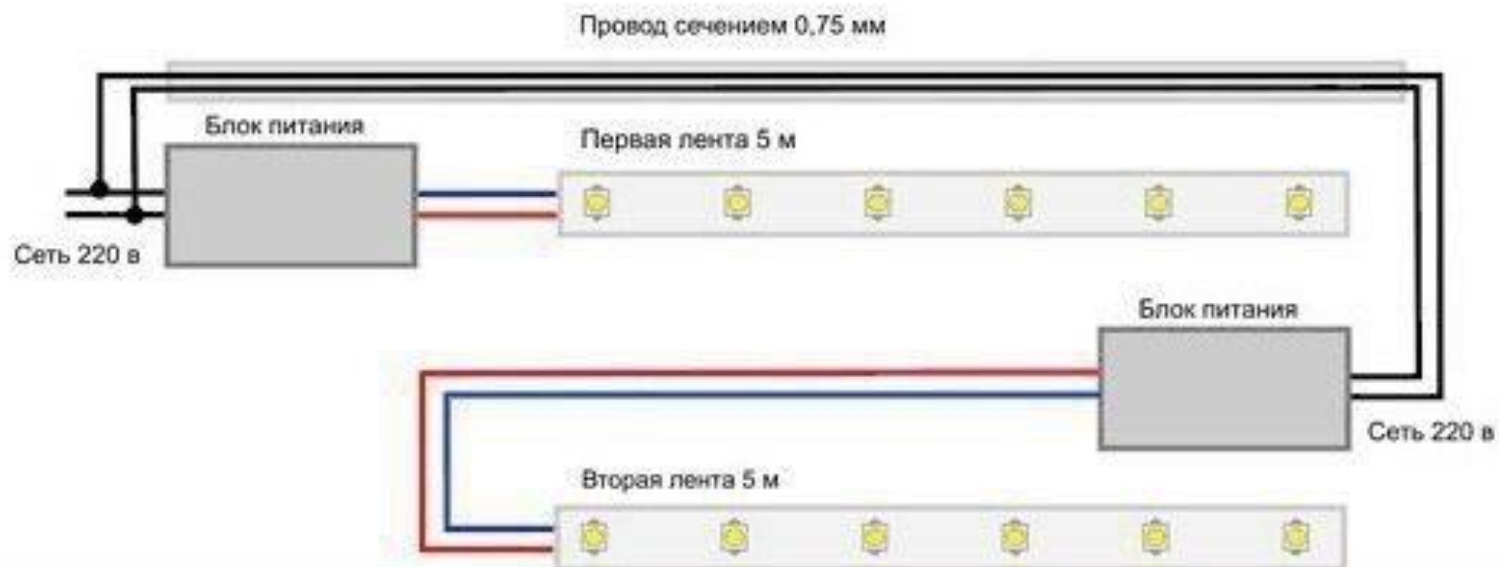 Провод сечением 0,75 мм
Блок питания
Первая лента 5 м
Сеть 220 в
Блок питания
Сеть 220 в
Вторая лента 5 м